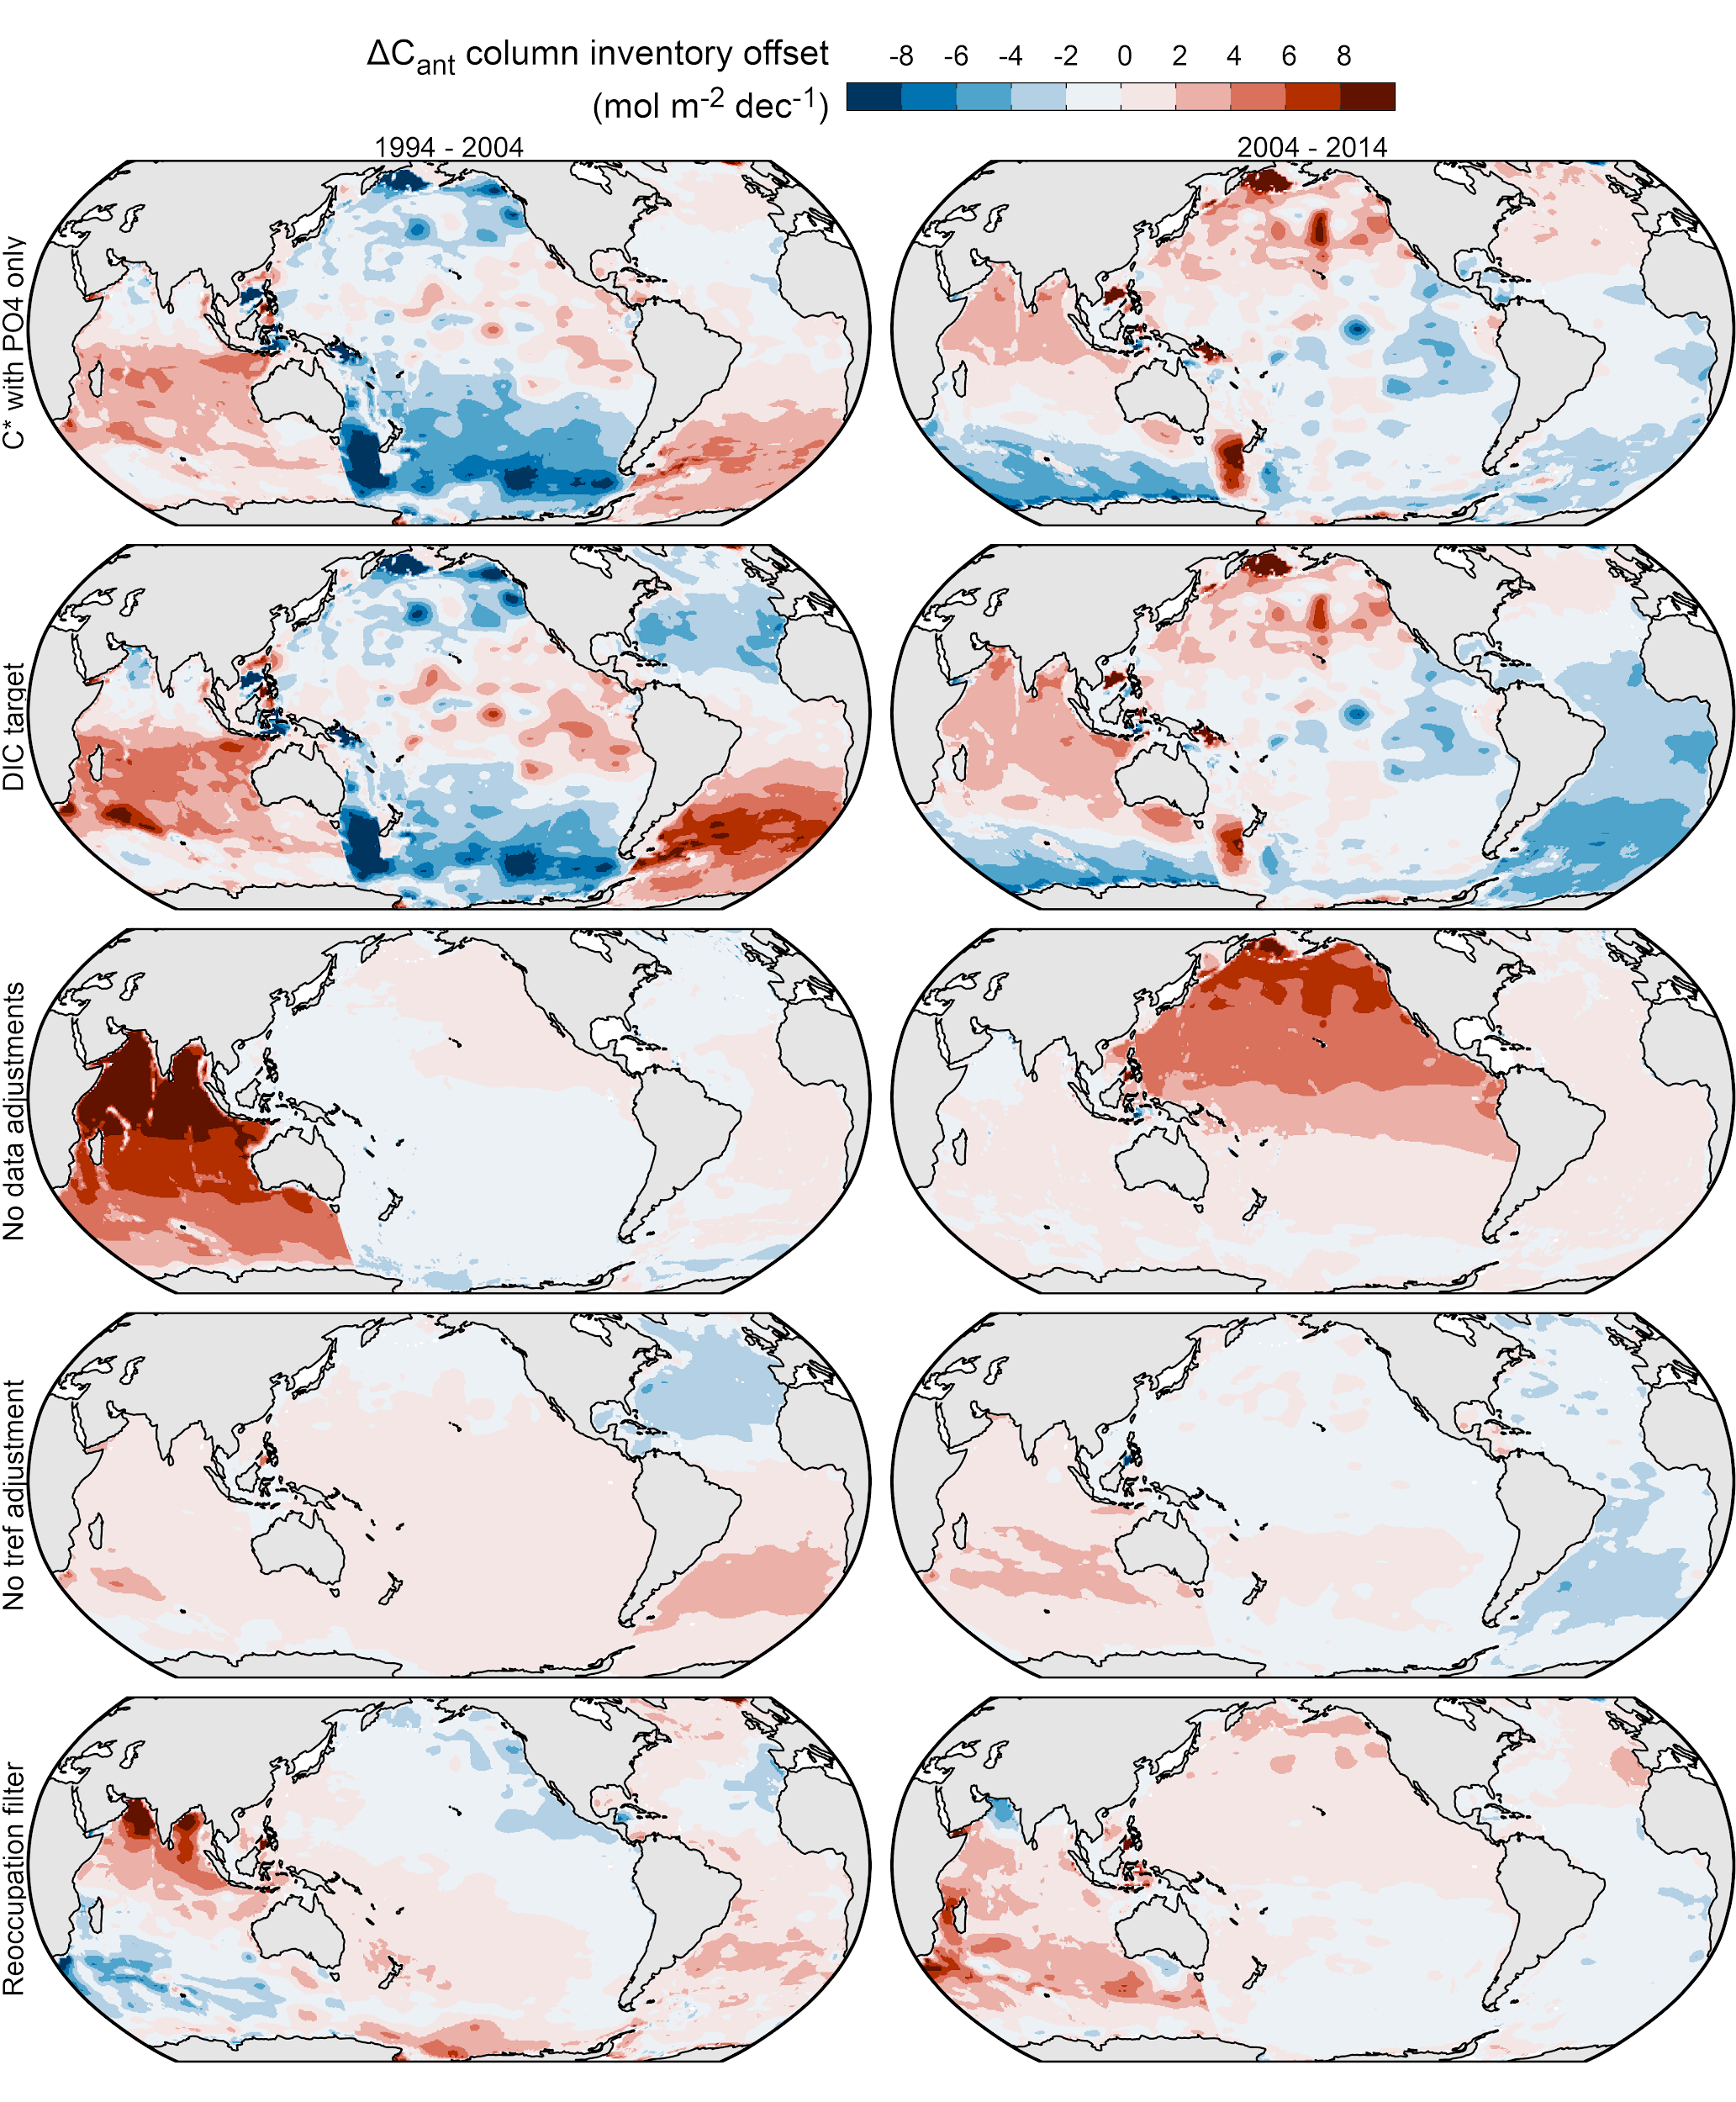 ΔCant column inventory offset
(mol m-2 dec-1)
-8 -6 -4 -2 0 2 4 6 8
1994 - 2004
2004 - 2014
C* with PO4 only
DIC target
No data adjustments
No tref adjustment
Reoccupation filter